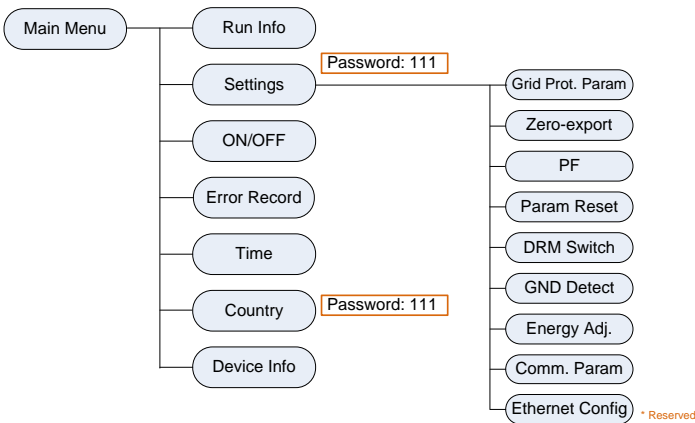 Main Menu
Run Info
Settings
Password: 111
ON/OFF
Error Record
Time
Country
Password: 111
Device Info
Grid Prot. Param
Zero-export
PF
Param Reset
DRM Switch
GND Detect
Energy Adj.
Comm. Param
Ethernet Config
* Reserved